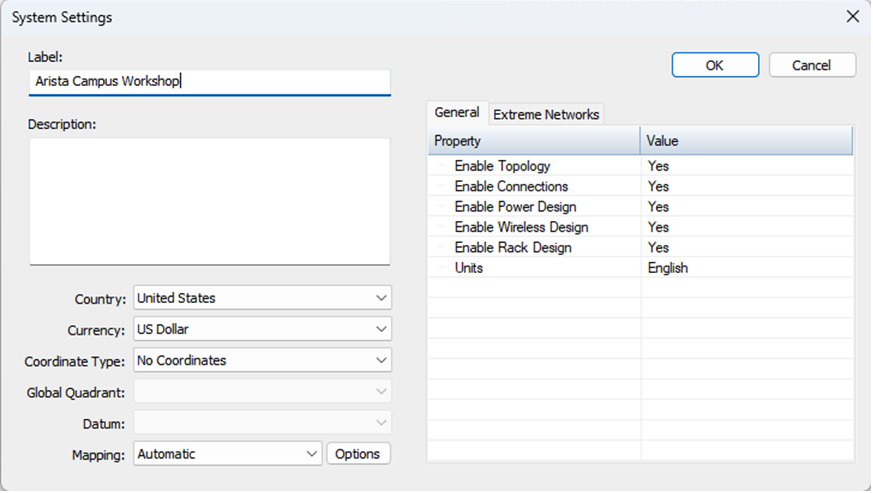 System Settings
Label:
Arista Campus Workshop
Description:
Country: United States
Currency: US Dollar
Coordinate Type: No Coordinates
Global Quadrant:
Datum:
Mapping: Automatic Options
OK Cancel
General Extreme Networks
Property Value
Enable Topology Yes
Enable Connections Yes
Enable Power Design Yes
Enable Wireless Design Yes
Enable Rack Design Yes
Units English